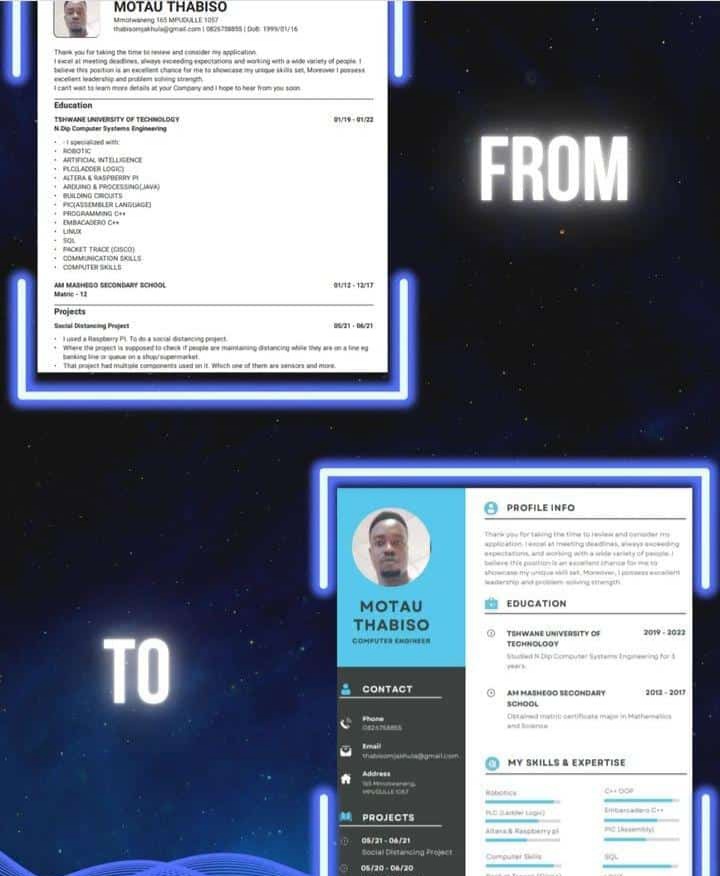 MOTAU THABISO
Mmotwaneng 165 MPUDULLE 1057
thabisomjakhula@gmail.com | 0826758855 | DoB: 1999/01/16
Thank you for taking the time to review and consider my application.
I excel at meeting deadlines, always exceeding expectations and working with a wide variety of people. I
believe this position is an excellent chance for me to showcase my unique skills set, Moreover I possess
excellent leadership and problem solving strength.
I can't wait to learn more details at your Company and I hope to hear from you soon.
Education
TSHWANE UNIVERSITY OF TECHNOLOGY 01/19 - 01/22
N.Dip Computer Systems Engineering
• - I specialized with:
• ROBOTIC
• ARTIFICIAL INTELLIGENCE
• PLC(LADDER LOGIC)
• ALTERA & RASPBERRY PI
• ARDUINO & PROCESSING(JAVA)
• BUILDING CIRCUITS
• PIC(ASSEMBLER LANGUAGE)
• PROGRAMMING C++
• EMBACADERO C++
• LINUX
• SQL
• PACKET TRACE (CISCO)
• COMMUNICATION SKILLS
• COMPUTER SKILLS
AM MASHEGO SECONDARY SCHOOL 01/12 - 12/17
Matric - 12
Projects
Social Distancing Project 05/21 - 06/21
• I used a Raspberry PI. To do a social distancing project.
• Where the project is supposed to check if people are maintaining distancing while they are on a line eg
banking line or queue on a shop/supermarket.
• That project had multiple components used on it. Which one of them are sensors and more.
FROM
TO
MOTAU
THABISO
COMPUTER ENGINEER
CONTACT
Phone
0826758855
Email
thabisomjakhula@gmail.com
Address
165 Mmotwaneng,
MPUDULLE 1057
PROJECTS
05/21 - 06/21
Social Distancing Project
05/20 - 06/20
PROFILE INFO
Thank you for taking the time to review and consider my
application. I excel at meeting deadlines, always exceeding
expectations, and working with a wide variety of people. I
believe this position is an excellent chance for me to
showcase my unique skill set, Moreover, I possess excellent
leadership and problem-solving strength.
EDUCATION
TSHWANE UNIVERSITY OF 2019 - 2022
TECHNOLOGY
Studied N.Dip Computer Systems Engineering for 3
years.
AM MASHEGO SECONDARY 2012 - 2017
SCHOOL
Obtained matric certificate major in Mathematics
and Science
MY SKILLS & EXPERTISE
Robotics
C++ OOP
PLC (Ladder Logic)
Embarcadero C++
Altera & Raspberry pi
PIC (Assembly)
Computer Skills
SQL